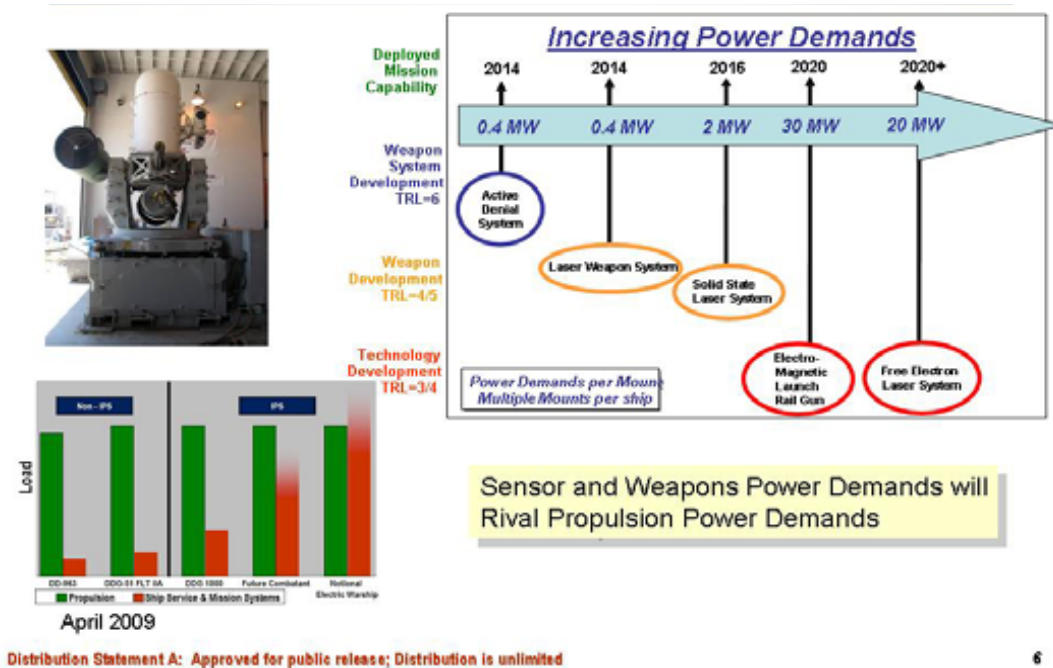 Increasing Power Demands
Deployed
Mission
Capability
2014
2014
2016
2020
2020+
0.4 MW
0.4 MW
2 MW
30 MW
20 MW
Weapon
System
Development
TRL=6
Active
Denial
System
Weapon
Development
TRL=4/5
Laser Weapon System
Solid State
Laser System
Technology
Development
TRL=3/4
Electro-
Magnetic
Launch
Rail Gun
Free Electron
Laser System
Power Demands per Moun
Multiple Mounts per ship
Non - IPS
IPS
Load
DD-963
DDG-51 FLT IIA
DDG 1000
Future Combatant
Notional
Electric Warship
Propulsion
Ship Service & Mission Systems
Sensor and Weapons Power Demands will
Rival Propulsion Power Demands
April 2009
Distribution Statement A: Approved for public release; Distribution is unlimited
6